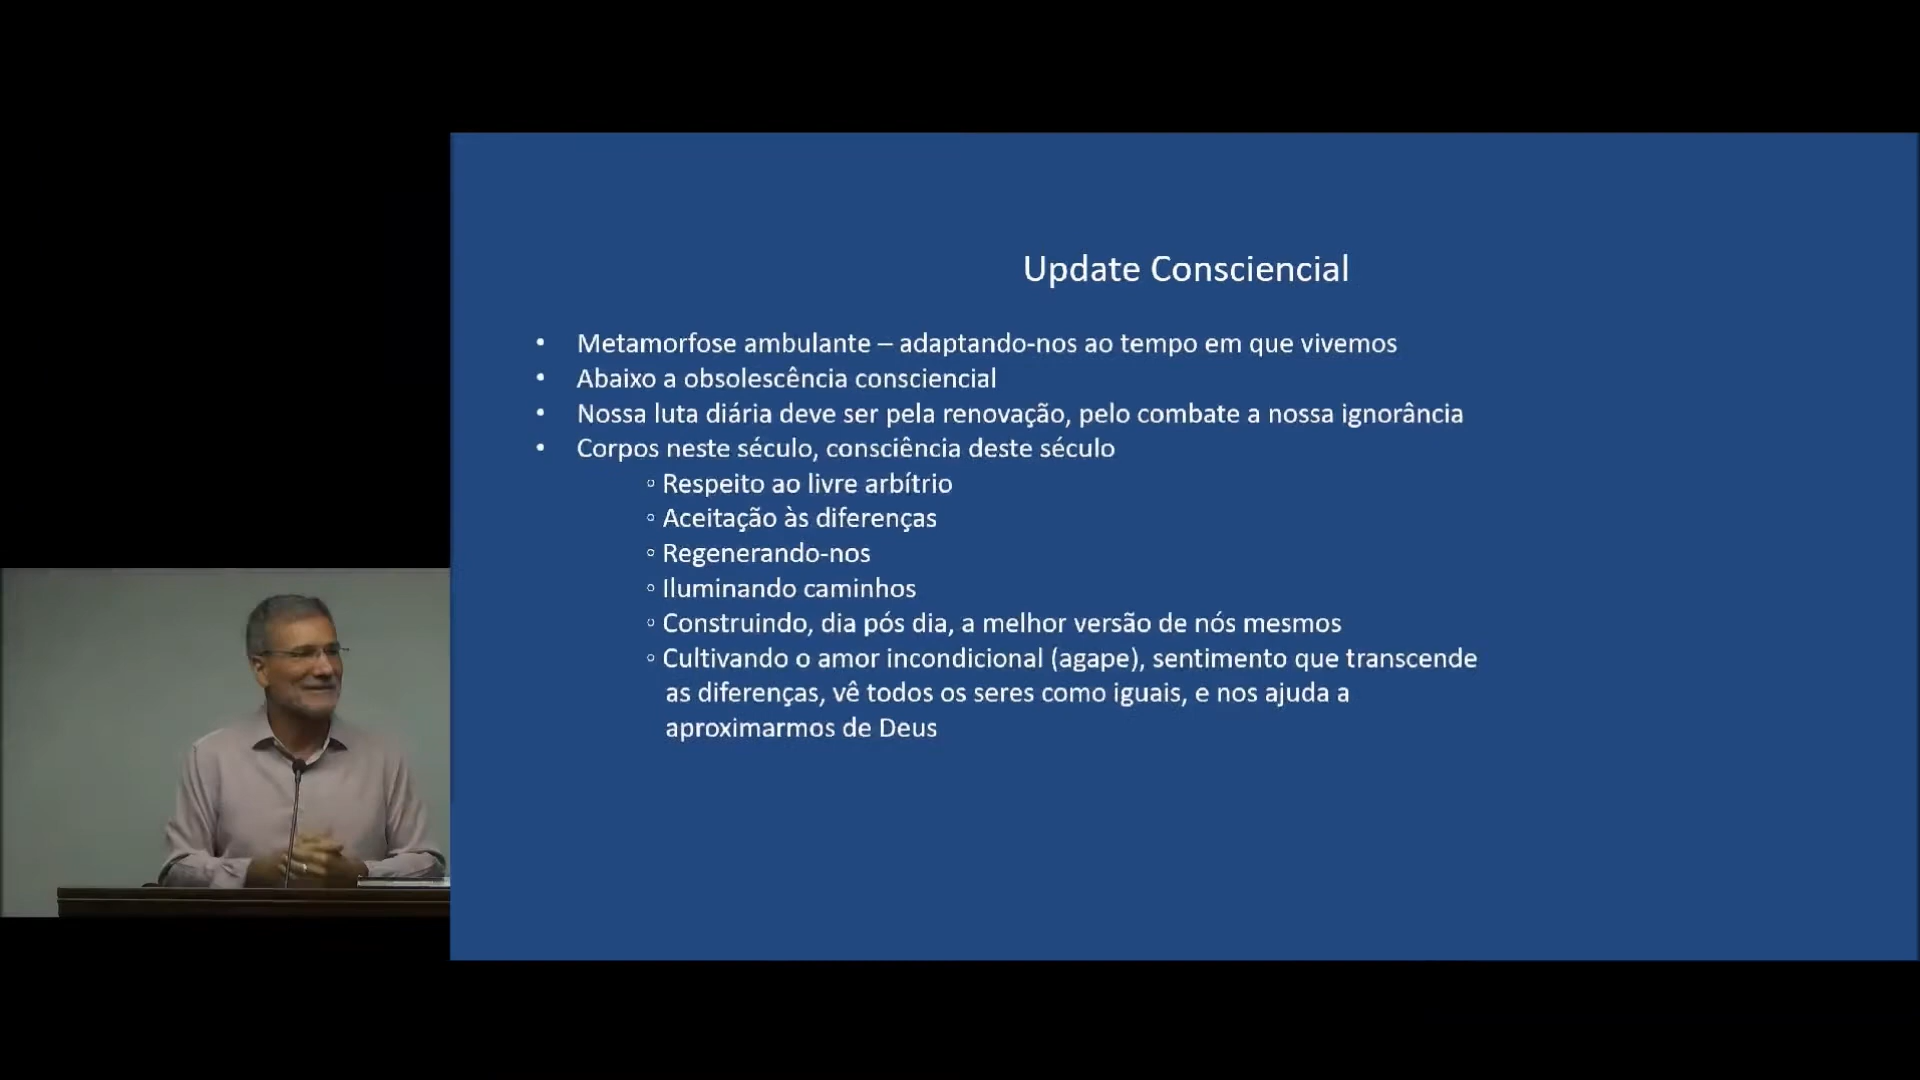 Update Consciencial
• Metamorfose ambulante – adaptando-nos ao tempo em que vivemos
• Abaixo a obsolescência consciencial
• Nossa luta diária deve ser pela renovação, pelo combate a nossa ignorância
• Corpos neste século, consciência deste século
◦ Respeito ao livre arbítrio
◦ Aceitação às diferenças
◦ Regenerando-nos
◦ Iluminando caminhos
◦ Construindo, dia pós dia, a melhor versão de nós mesmos
◦ Cultivando o amor incondicional (agape), sentimento que transcende
as diferenças, vê todos os seres como iguais, e nos ajuda a
aproximarmos de Deus